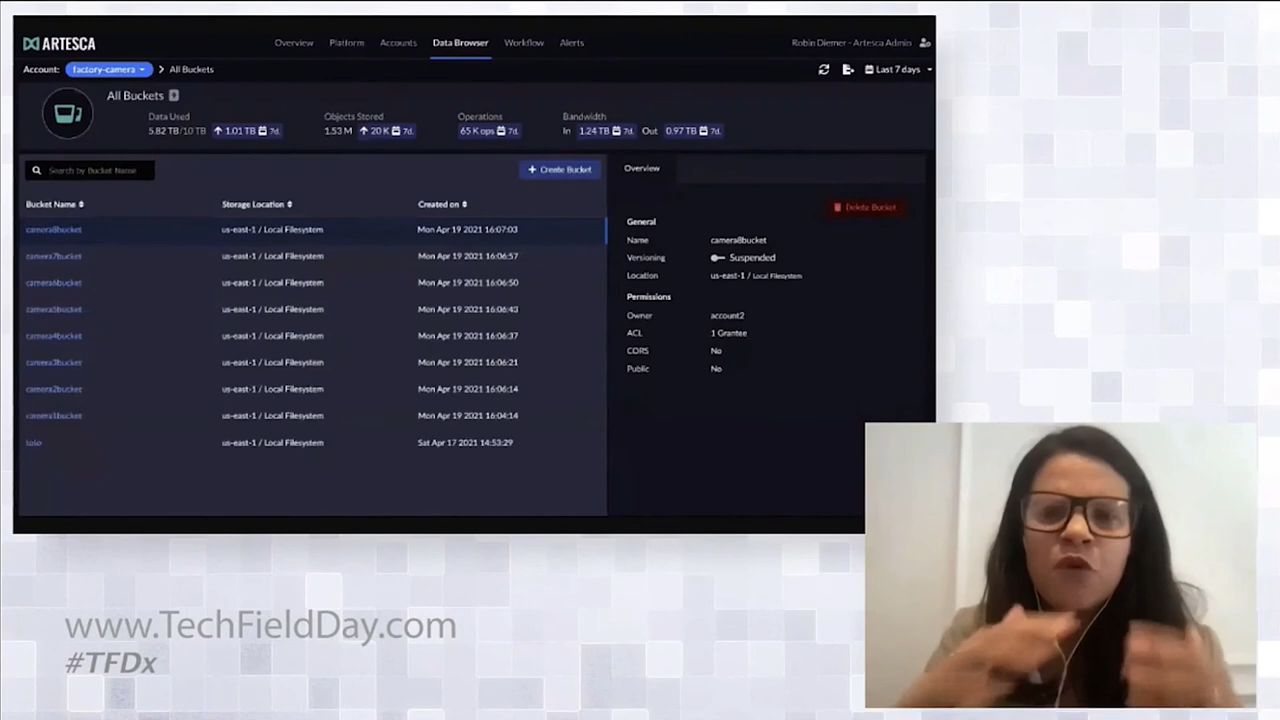 ARTESCA
Overview Platform Accounts Data Browser Workflow Alerts Robin Diemer - Artesca Admin
Account: factory-camera > All Buckets Last 7 days
All Buckets
Data Used Objects Stored Operations Bandwidth
5.82 TB/10 TB 1.01 TB 7d. 1.53 M 20 K 7d. 65 K ops 7d. In 1.24 TB 7d. Out 0.97 TB 7d.
Search by Bucket Name + Create Bucket
Bucket Name Storage Location Created on
camera8bucket us-east-1 / Local Filesystem Mon Apr 19 2021 16:07:03
camera7bucket us-east-1 / Local Filesystem Mon Apr 19 2021 16:06:57
camera6bucket us-east-1 / Local Filesystem Mon Apr 19 2021 16:06:50
camera5bucket us-east-1 / Local Filesystem Mon Apr 19 2021 16:06:43
camera4bucket us-east-1 / Local Filesystem Mon Apr 19 2021 16:06:37
camera3bucket us-east-1 / Local Filesystem Mon Apr 19 2021 16:06:21
camera2bucket us-east-1 / Local Filesystem Mon Apr 19 2021 16:06:14
camera1bucket us-east-1 / Local Filesystem Mon Apr 19 2021 16:04:14
us-east-1 / Local Filesystem Sat Apr 17 2021 14:53:29
Overview
Delete Bucket
General
Name camera8bucket
Versioning Suspended
Location us-east-1 / Local Filesystem
Permissions
Owner account2
ACL 1 Grantee
CORS No
Public No
www.TechFieldDay.com
#TFDx